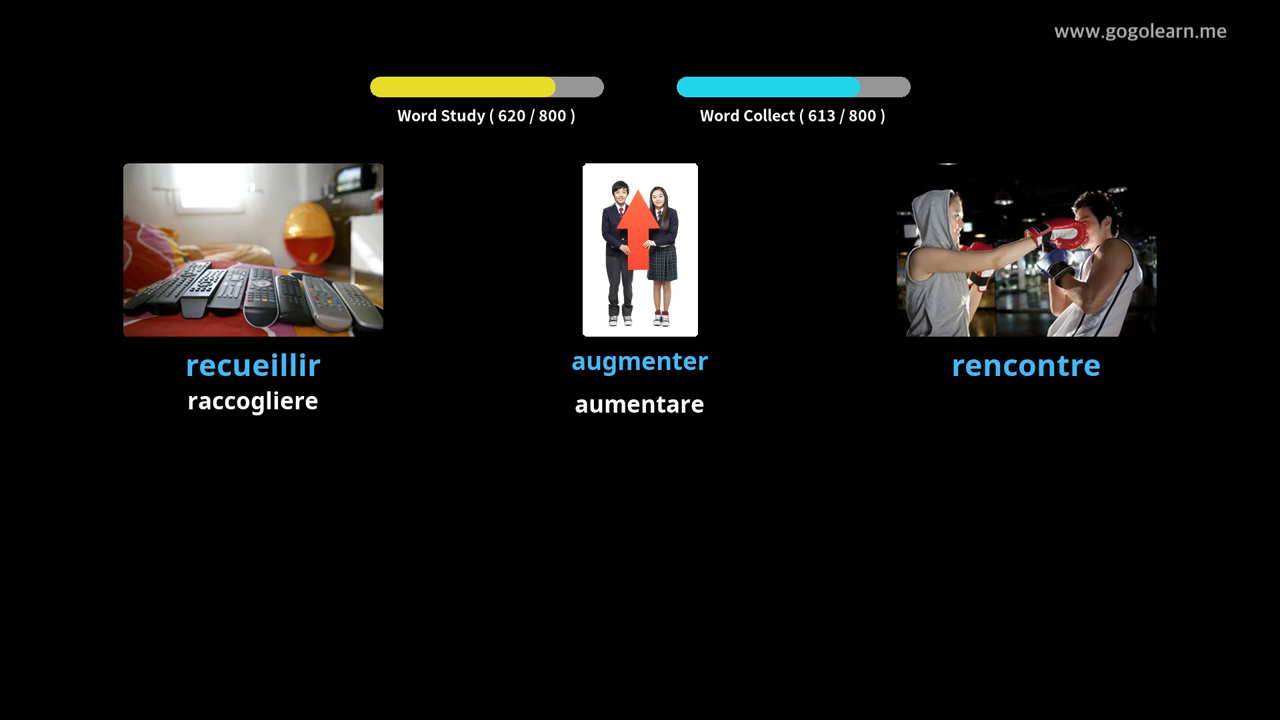 www.gogolearn.me
Word Study ( 620 / 800 )
Word Collect ( 613 / 800 )
recueillir
raccogliere
augmenter
aumentare
rencontre